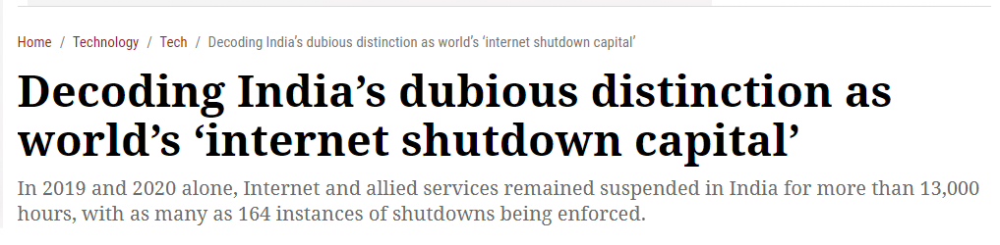 Home / Technology / Tech / Decoding India’s dubious distinction as world’s ‘internet shutdown capital’
Decoding India’s dubious distinction as
world’s ‘internet shutdown capital’
In 2019 and 2020 alone, Internet and allied services remained suspended in India for more than 13,000
hours, with as many as 164 instances of shutdowns being enforced.